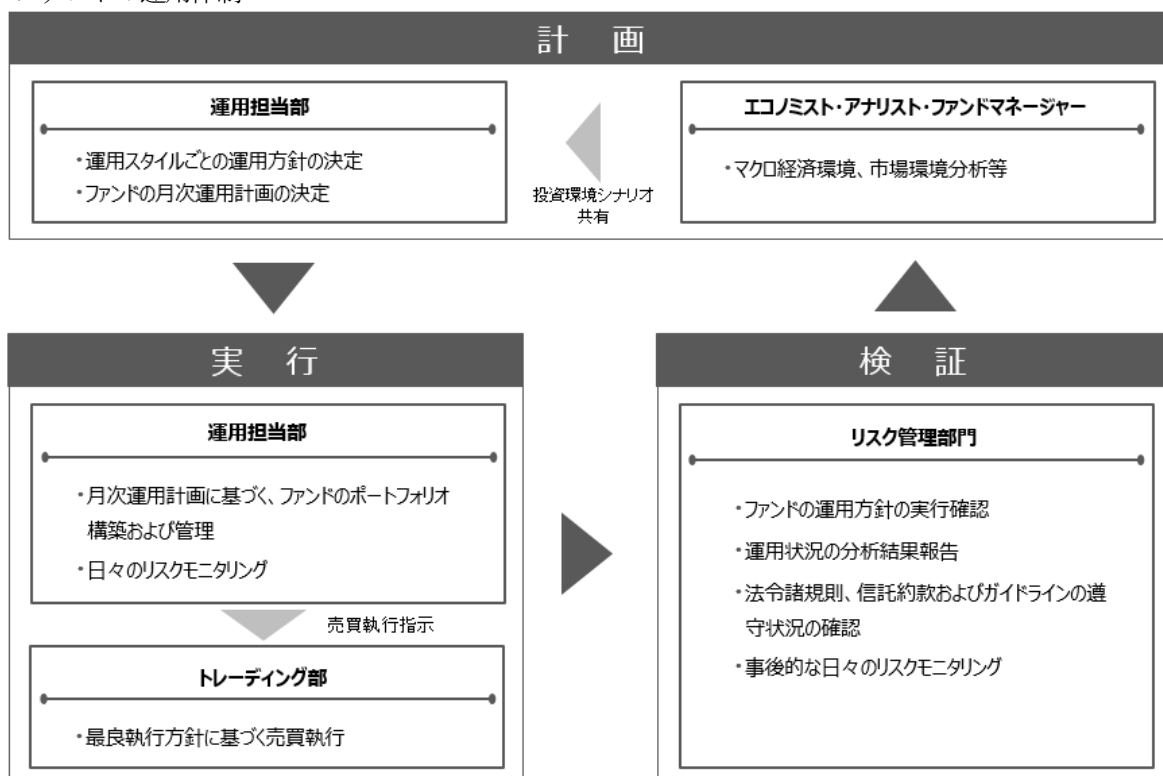 計 画
運用担当部
・運用スタイルごとの運用方針の決定
・ファンドの月次運用計画の決定
投資環境シナリオ
共有
エコノミスト・アナリスト・ファンドマネージャー
・マクロ経済環境、市場環境分析等
実 行
運用担当部
・月次運用計画に基づく、ファンドのポートフォリオ
構築および管理
・日々のリスクモニタリング
売買執行指示
トレーディング部
・最良執行方針に基づく売買執行
検 証
リスク管理部門
・ファンドの運用方針の実行確認
・運用状況の分析結果報告
・法令諸規則、信託約款およびガイドラインの遵
守状況の確認
・事後的な日々のリスクモニタリング